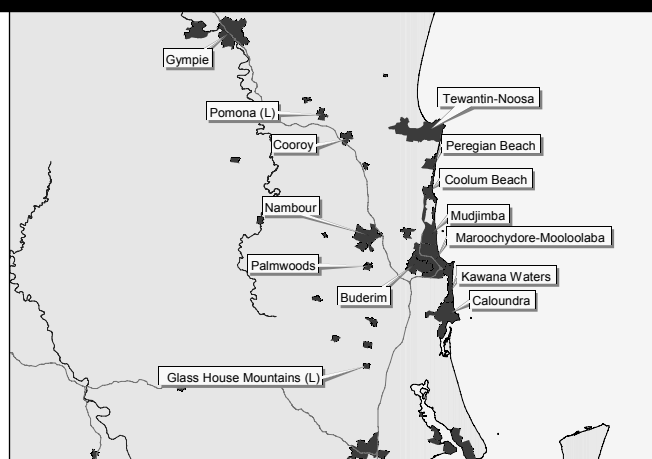 Gympie
Tewantin-Noosa
Pomona (L)
Cooroy
Peregian Beach
Coolum Beach
Nambour
Mudjimba
Maroochydore-Mooloolaba
Palmwoods
Kawana Waters
Buderim
Caloundra
Glass House Mountains (L)